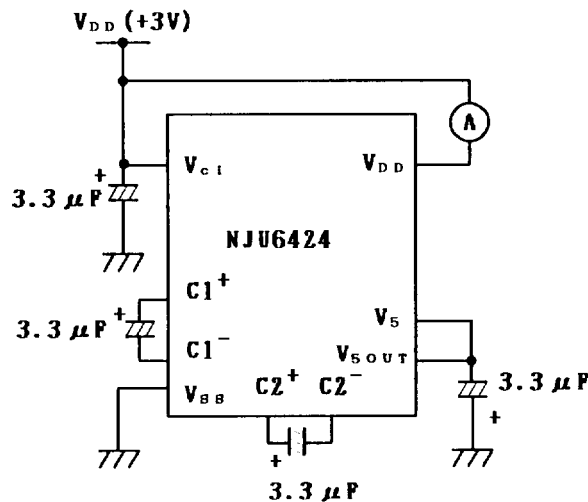 VDD (+3V)
A
+
Vci
VDD
3.3 μF
NJU6424
C1+
+
3.3 μF
V5
C1-
V5OUT
VSS
C2+ C2-
3.3 μF
+
+
3.3 μF